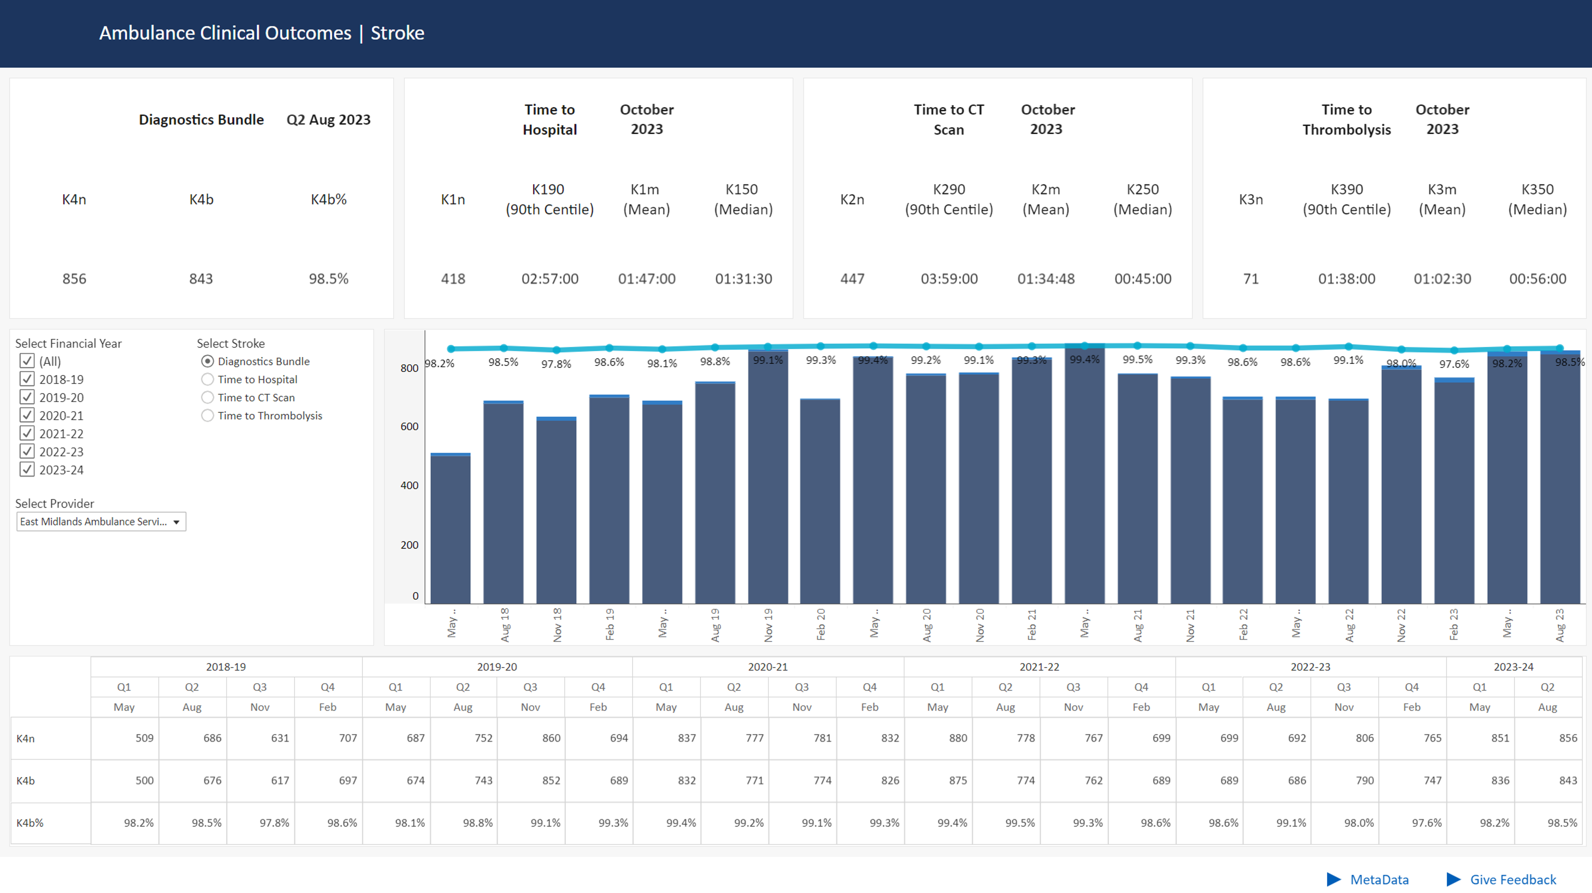 Ambulance Clinical Outcomes | Stroke
Diagnostics Bundle Q2 Aug 2023
K4n K4b K4b%
856 843 98.5%
Time to Hospital October 2023
K1n K190 (90th Centile) K1m (Mean) K150 (Median)
418 02:57:00 01:47:00 01:31:30
Time to CT Scan October 2023
K2n K290 (90th Centile) K2m (Mean) K250 (Median)
447 03:59:00 01:34:48 00:45:00
Time to Thrombolysis October 2023
K3n K390 (90th Centile) K3m (Mean) K350 (Median)
71 01:38:00 01:02:30 00:56:00
Select Financial Year
(All)
2018-19
2019-20
2020-21
2021-22
2022-23
2023-24
Select Stroke
Diagnostics Bundle
Time to Hospital
Time to CT Scan
Time to Thrombolysis
Select Provider
East Midlands Ambulance Servi...
800
600
400
200
0
98.2% 98.5% 97.8% 98.6% 98.1% 98.8% 99.1% 99.3% 99.4% 99.2% 99.1% 99.3% 99.4% 99.5% 99.3% 98.6% 98.6% 99.1% 98.0% 97.6% 98.2% 98.5%
May .. Aug 18 Nov 18 Feb 19 May .. Aug 19 Nov 19 Feb 20 May .. Aug 20 Nov 20 Feb 21 May .. Aug 21 Nov 21 Feb 22 May .. Aug 22 Nov 22 Feb 23 May .. Aug 23
2018-19 2019-20 2020-21 2021-22 2022-23 2023-24
Q1 Q2 Q3 Q4 Q1 Q2 Q3 Q4 Q1 Q2 Q3 Q4 Q1 Q2 Q3 Q4 Q1 Q2 Q3 Q4 Q1 Q2
May Aug Nov Feb May Aug Nov Feb May Aug Nov Feb May Aug Nov Feb May Aug Nov Feb May Aug
K4n 509 686 631 707 687 752 860 694 837 777 781 832 880 778 767 699 699 692 806 765 851 856
K4b 500 676 617 697 674 743 852 689 832 771 774 826 875 774 762 689 689 686 790 747 836 843
K4b% 98.2% 98.5% 97.8% 98.6% 98.1% 98.8% 99.1% 99.3% 99.4% 99.2% 99.1% 99.3% 99.4% 99.5% 99.3% 98.6% 98.6% 99.1% 98.0% 97.6% 98.2% 98.5%
MetaData Give Feedback